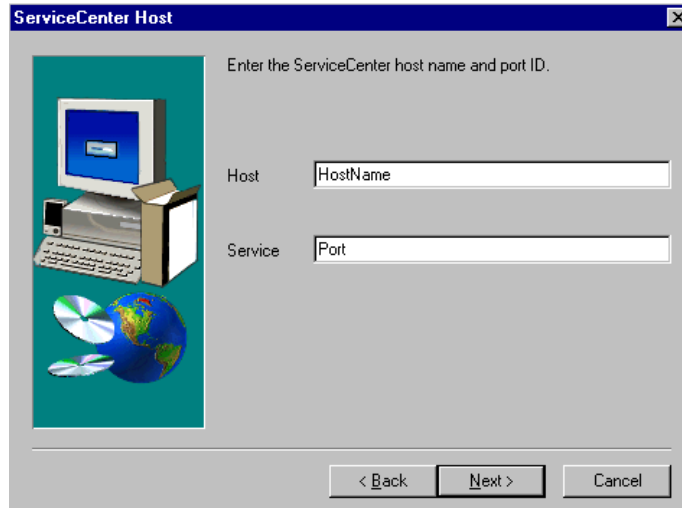 ServiceCenter Host
Enter the ServiceCenter host name and port ID.
Host HostName
Service Port
< Back Next > Cancel